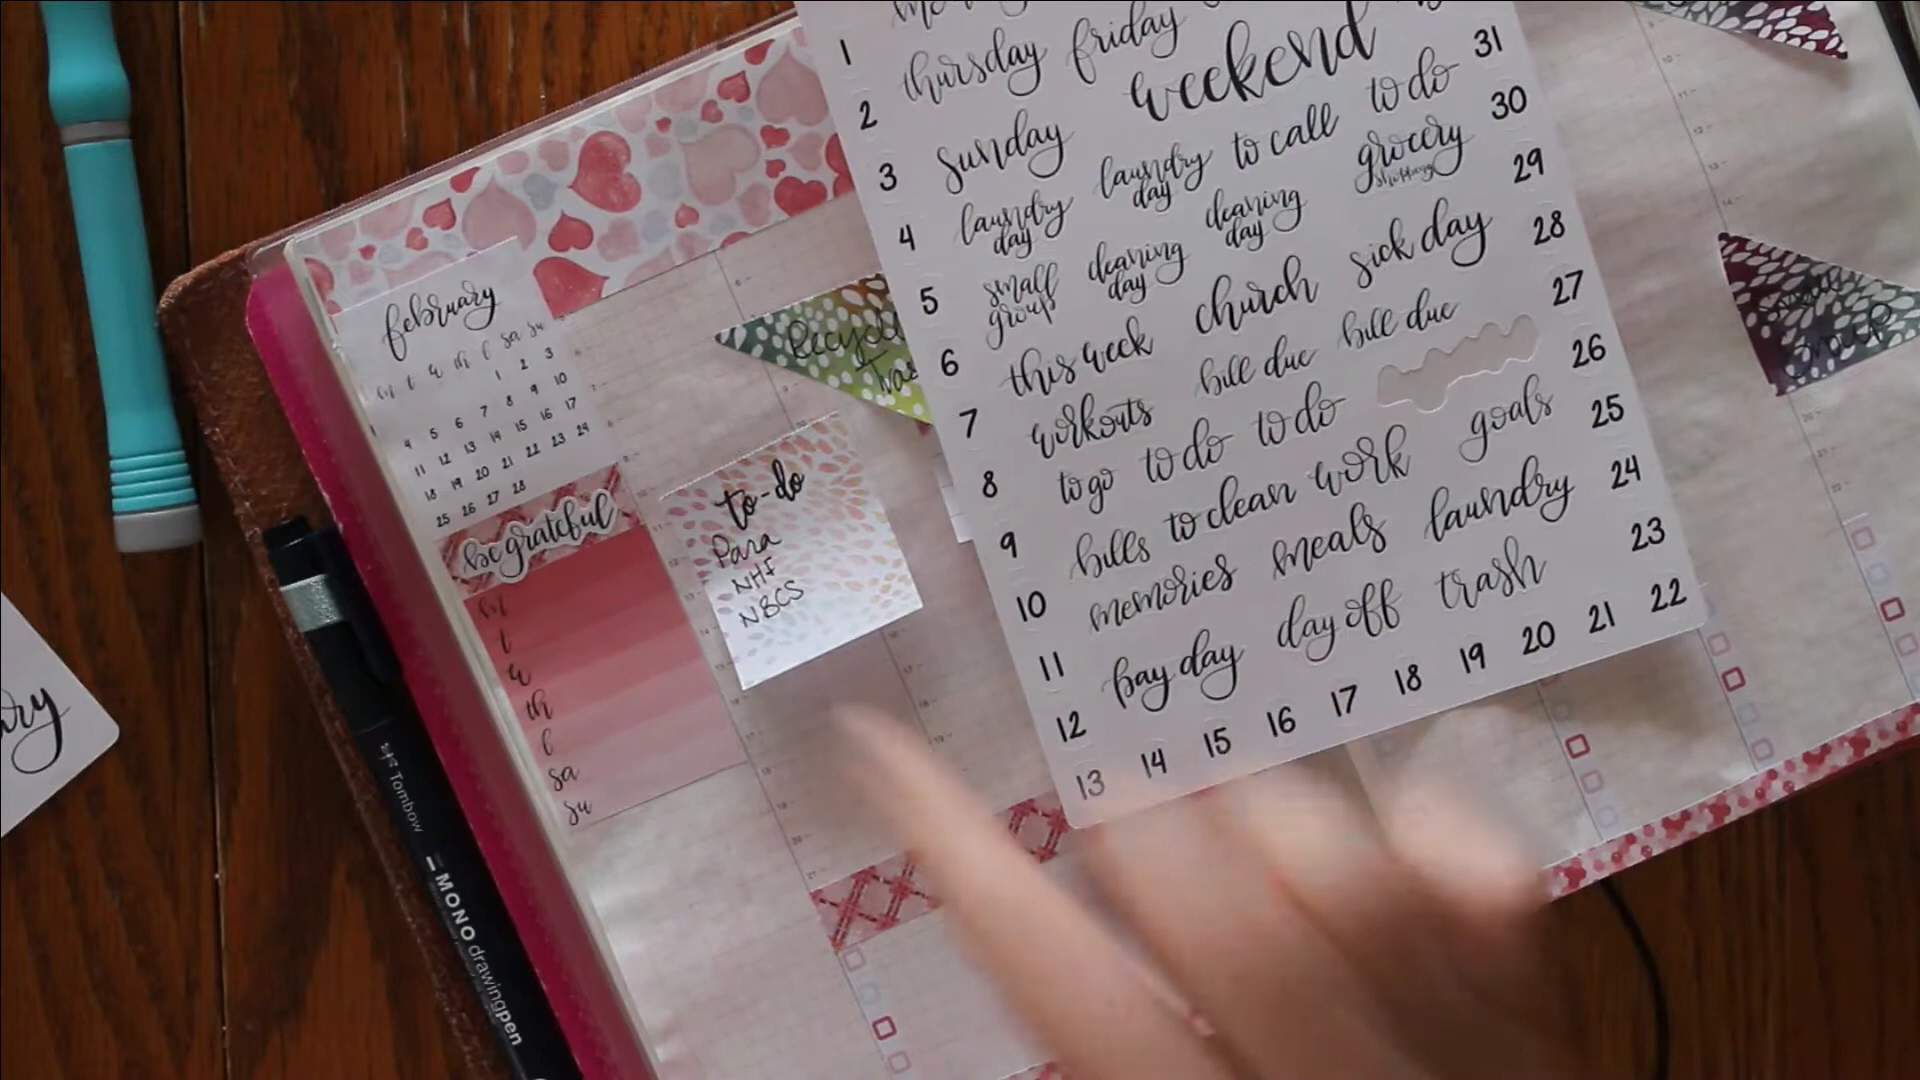 february
m t w th f sa su
1 2 3
4 5 6 7 8 9 10
11 12 13 14 15 16 17
18 19 20 21 22 23 24
25 26 27 28
be grateful
m
t
w
th
f
sa
su
to-do
Para
NHF
NBCS
Recycle
group
Tombow
MONO drawing pen
thursday friday
weekend
sunday
laundry day
laundry day
to call
to do
small group
cleaning day
cleaning day
grocery
shopping
this week
church
sick day
workouts
bill due
bill due
to go
to do
to do
bills
to clean
work
goals
memories
meals
laundry
pay day
day off
trash
1
2
3
4
5
6
7
8
9
10
11
12
13 14 15 16 17 18 19 20 21 22
23
24
25
26
27
28
29
30
31